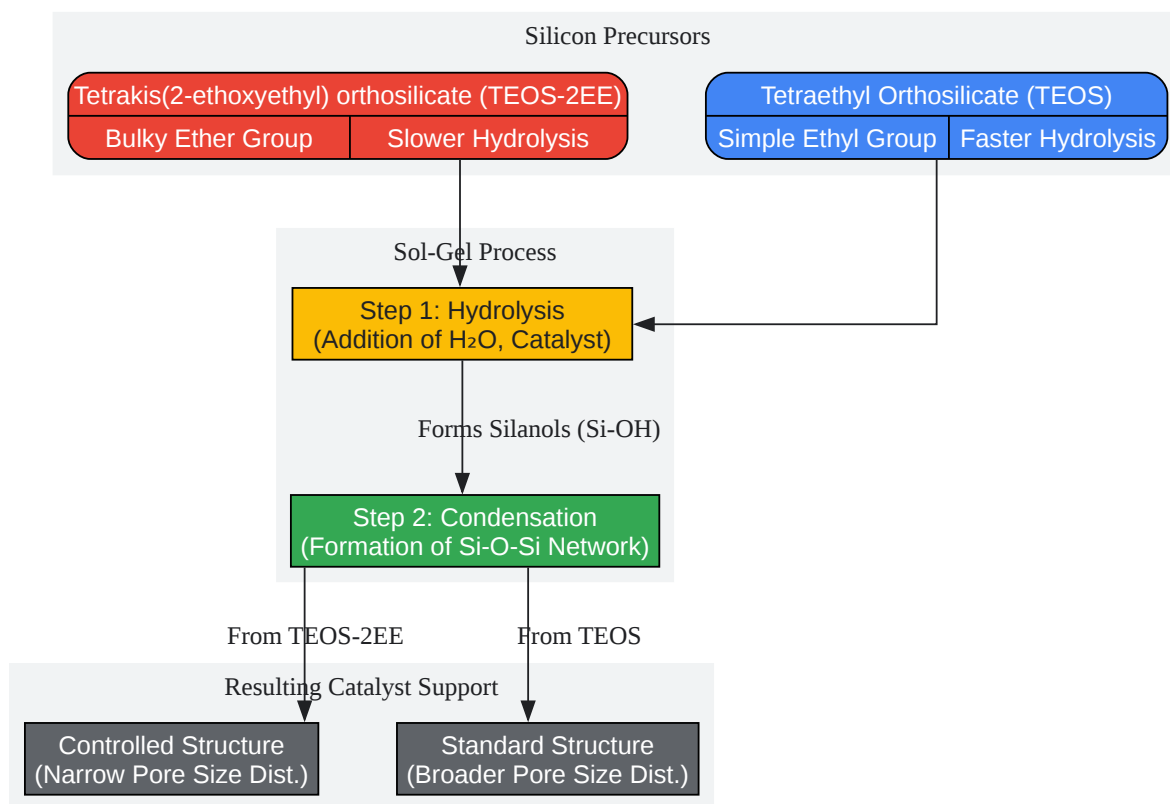 Silicon Precursors
Tetrakis(2-ethoxyethyl) orthosilicate (TEOS-2EE)
Bulky Ether Group
Slower Hydrolysis
Tetraethyl Orthosilicate (TEOS)
Simple Ethyl Group
Faster Hydrolysis
Sol-Gel Process
Step 1: Hydrolysis
(Addition of H₂O, Catalyst)
Forms Silanols (Si-OH)
Step 2: Condensation
(Formation of Si-O-Si Network)
From TEOS-2EE
From TEOS
Resulting Catalyst Support
Controlled Structure
(Narrow Pore Size Dist.)
Standard Structure
(Broader Pore Size Dist.)